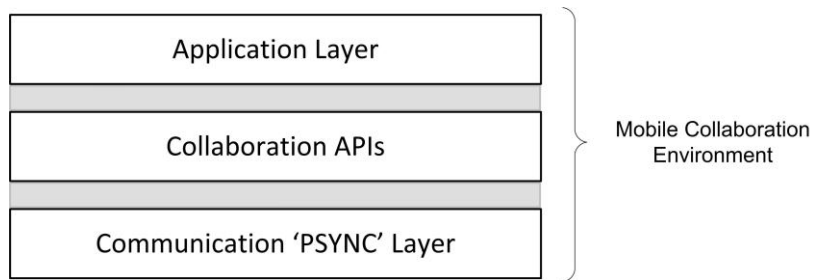 Application Layer
Collaboration APIs
Communication ‘PSYNC’ Layer
Mobile Collaboration
Environment